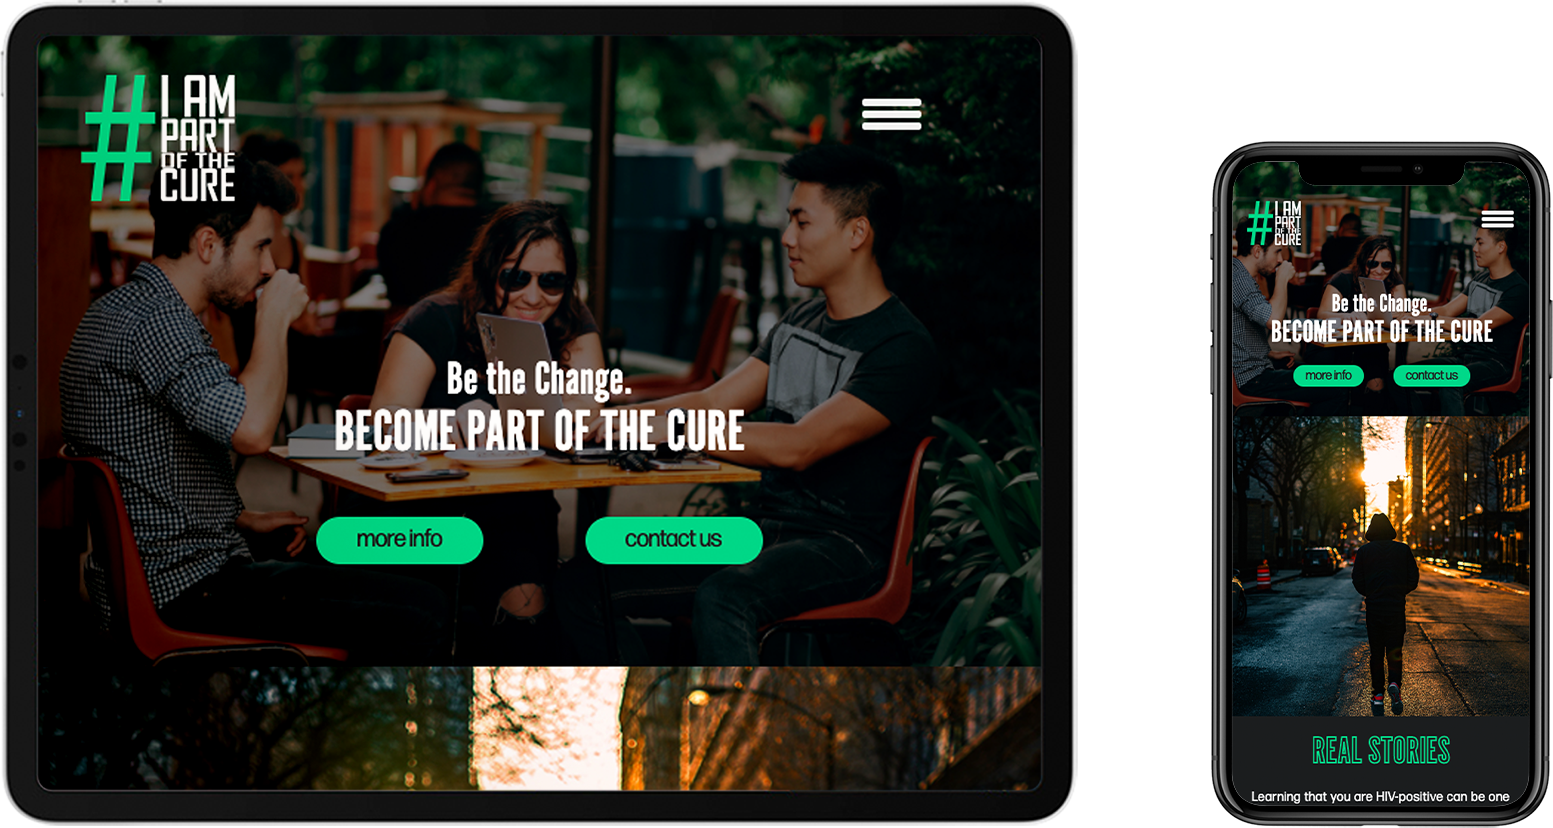 # I AM
PART
OF THE
CURE
Be the Change.
BECOME PART OF THE CURE
more info
contact us
# I AM
PART
OF THE
CURE
Be the Change.
BECOME PART OF THE CURE
more info
contact us
REAL STORIES
Learning that you are HIV-positive can be one